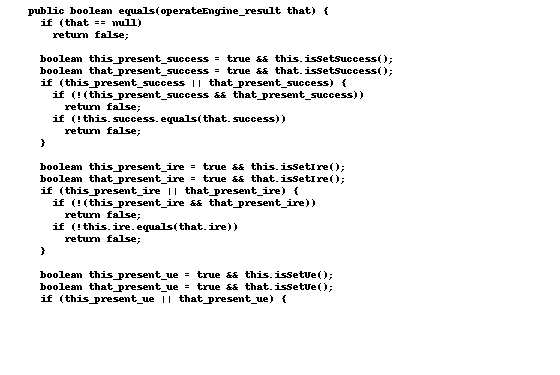 public boolean equals(operateEngine_result that) {
if (that == null)
return false;
boolean this_present_success = true && this.isSetSuccess();
boolean that_present_success = true && that.isSetSuccess();
if (this_present_success || that_present_success) {
if (!(this_present_success && that_present_success))
return false;
if (!this.success.equals(that.success))
return false;
}
boolean this_present_ire = true && this.isSetIre();
boolean that_present_ire = true && that.isSetIre();
if (this_present_ire || that_present_ire) {
if (!(this_present_ire && that_present_ire))
return false;
if (!this.ire.equals(that.ire))
return false;
}
boolean this_present_ue = true && this.isSetUe();
boolean that_present_ue = true && that.isSetUe();
if (this_present_ue || that_present_ue) {